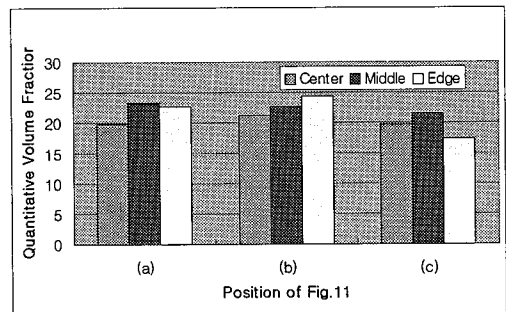 Quantitative Volume Fraction
30
25
20
15
10
5
0
Center Middle Edge
(a) (b) (c)
Position of Fig.11